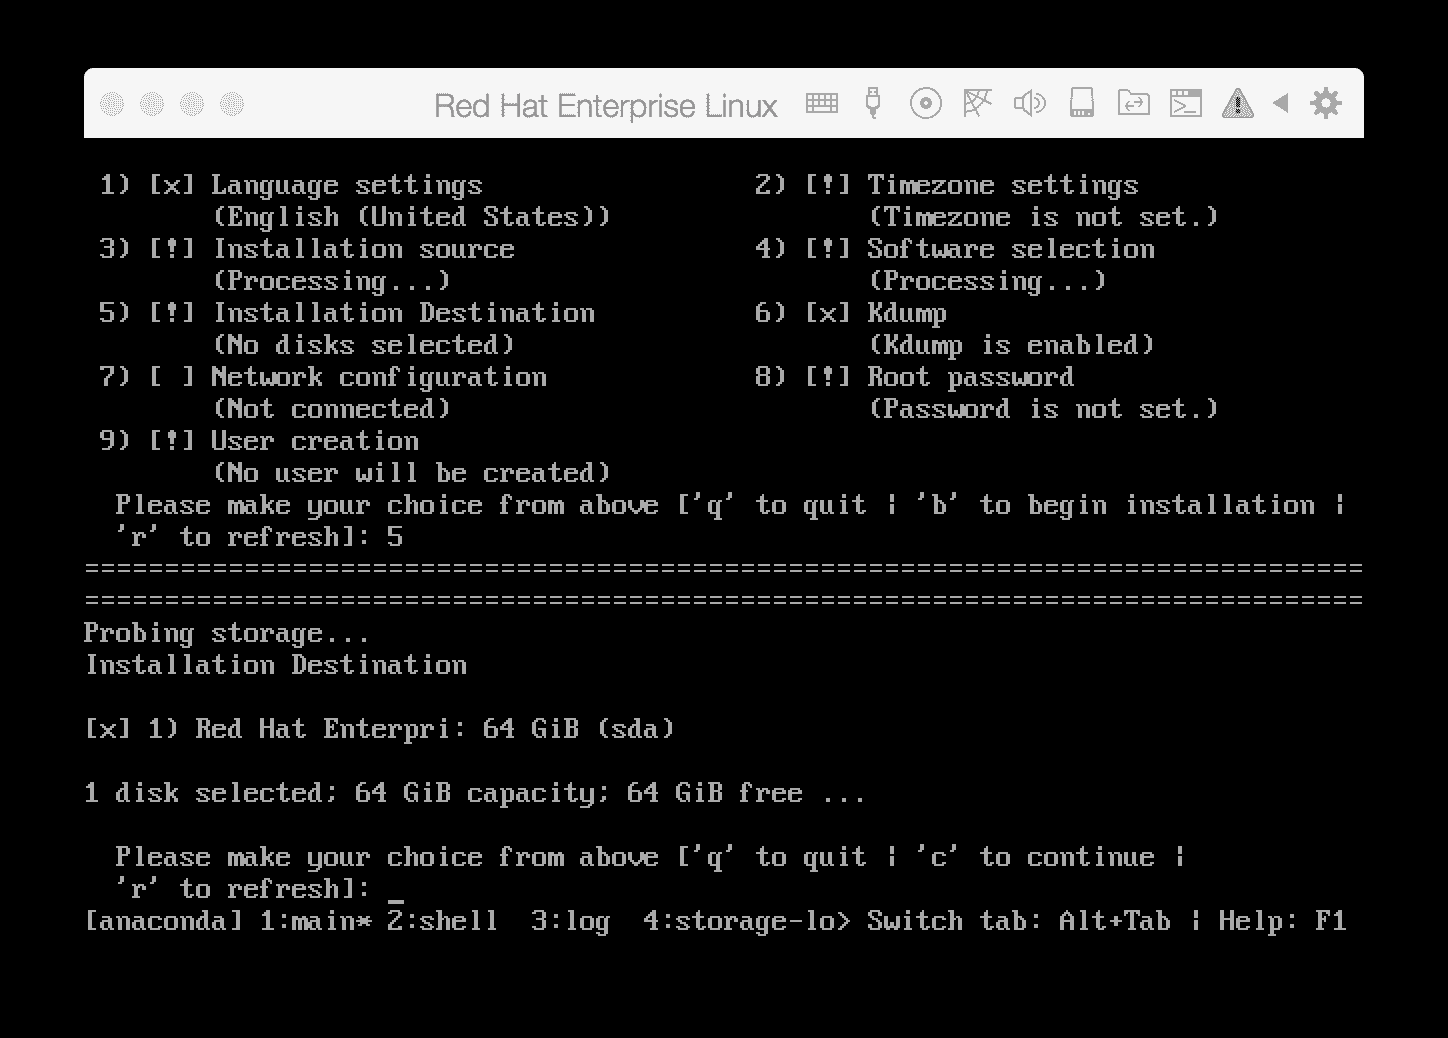 Red Hat Enterprise Linux
1) [x] Language settings 2) [!] Timezone settings
(English (United States)) (Timezone is not set.)
3) [!] Installation source 4) [!] Software selection
(Processing...) (Processing...)
5) [!] Installation Destination 6) [x] Kdump
(No disks selected) (Kdump is enabled)
7) [ ] Network configuration 8) [!] Root password
(Not connected) (Password is not set.)
9) [!] User creation
(No user will be created)
Please make your choice from above ['q' to quit | 'b' to begin installation |
'r' to refresh]: 5
================================================================================
================================================================================
Probing storage...
Installation Destination
[x] 1) Red Hat Enterpri: 64 GiB (sda)
1 disk selected; 64 GiB capacity; 64 GiB free ...
Please make your choice from above ['q' to quit | 'c' to continue |
'r' to refresh]: _
[anaconda] 1:main* 2:shell 3:log 4:storage-lo> Switch tab: Alt+Tab | Help: F1